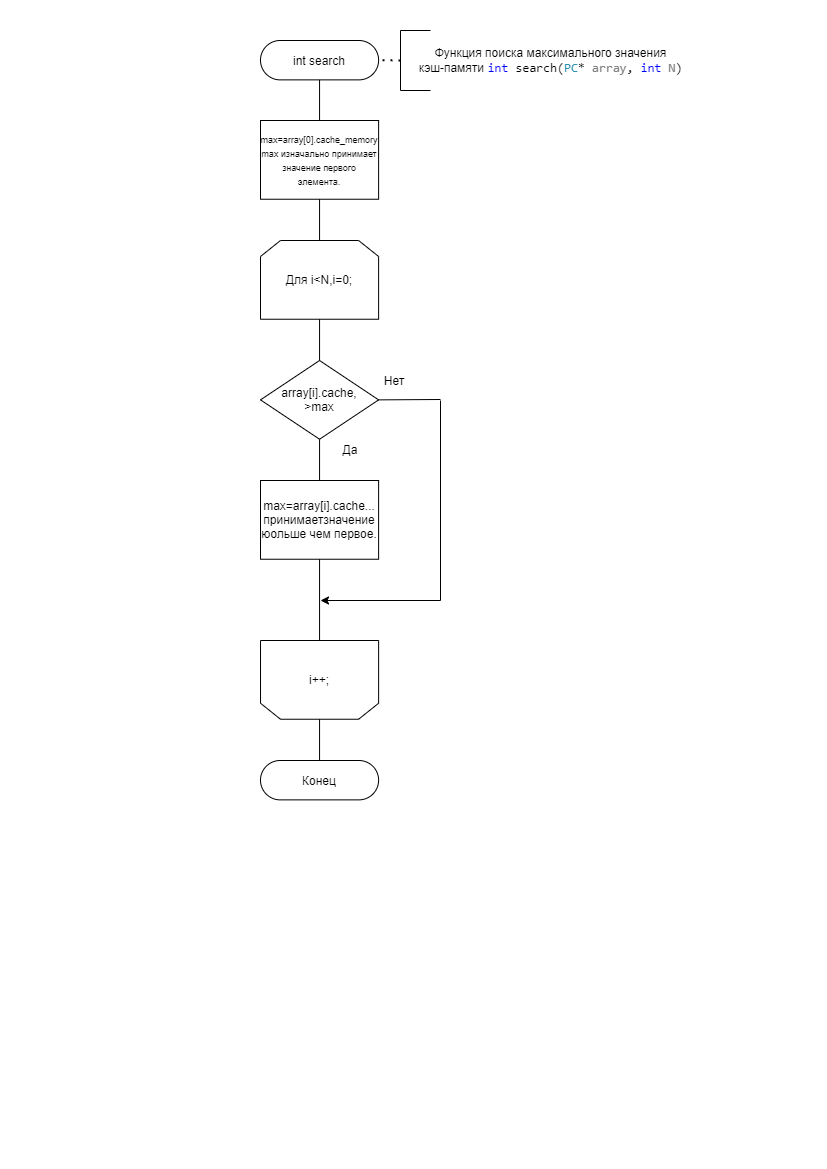 int search
Функция поиска максимального значения
кэш-памяти int search(PC* array, int N)
max=array[0].cache_memory
max изначально принимает
значение первого
элемента.
Для i<N,i=0;
array[i].cache,
>max
Нет
Да
max=array[i].cache...
принимаетзначение
юольше чем первое.
i++;
Конец